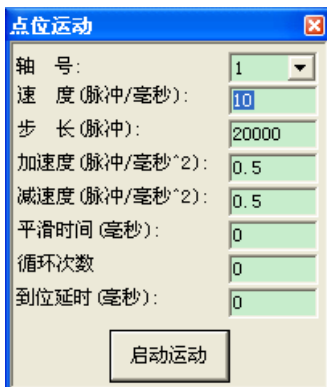 点位运动
轴 号: 1
速 度(脉冲/毫秒): 10
步 长(脉冲): 20000
加速度(脉冲/毫秒^2): 0.5
减速度(脉冲/毫秒^2): 0.5
平滑时间(毫秒): 0
循环次数 0
到位延时(毫秒): 0
启动运动